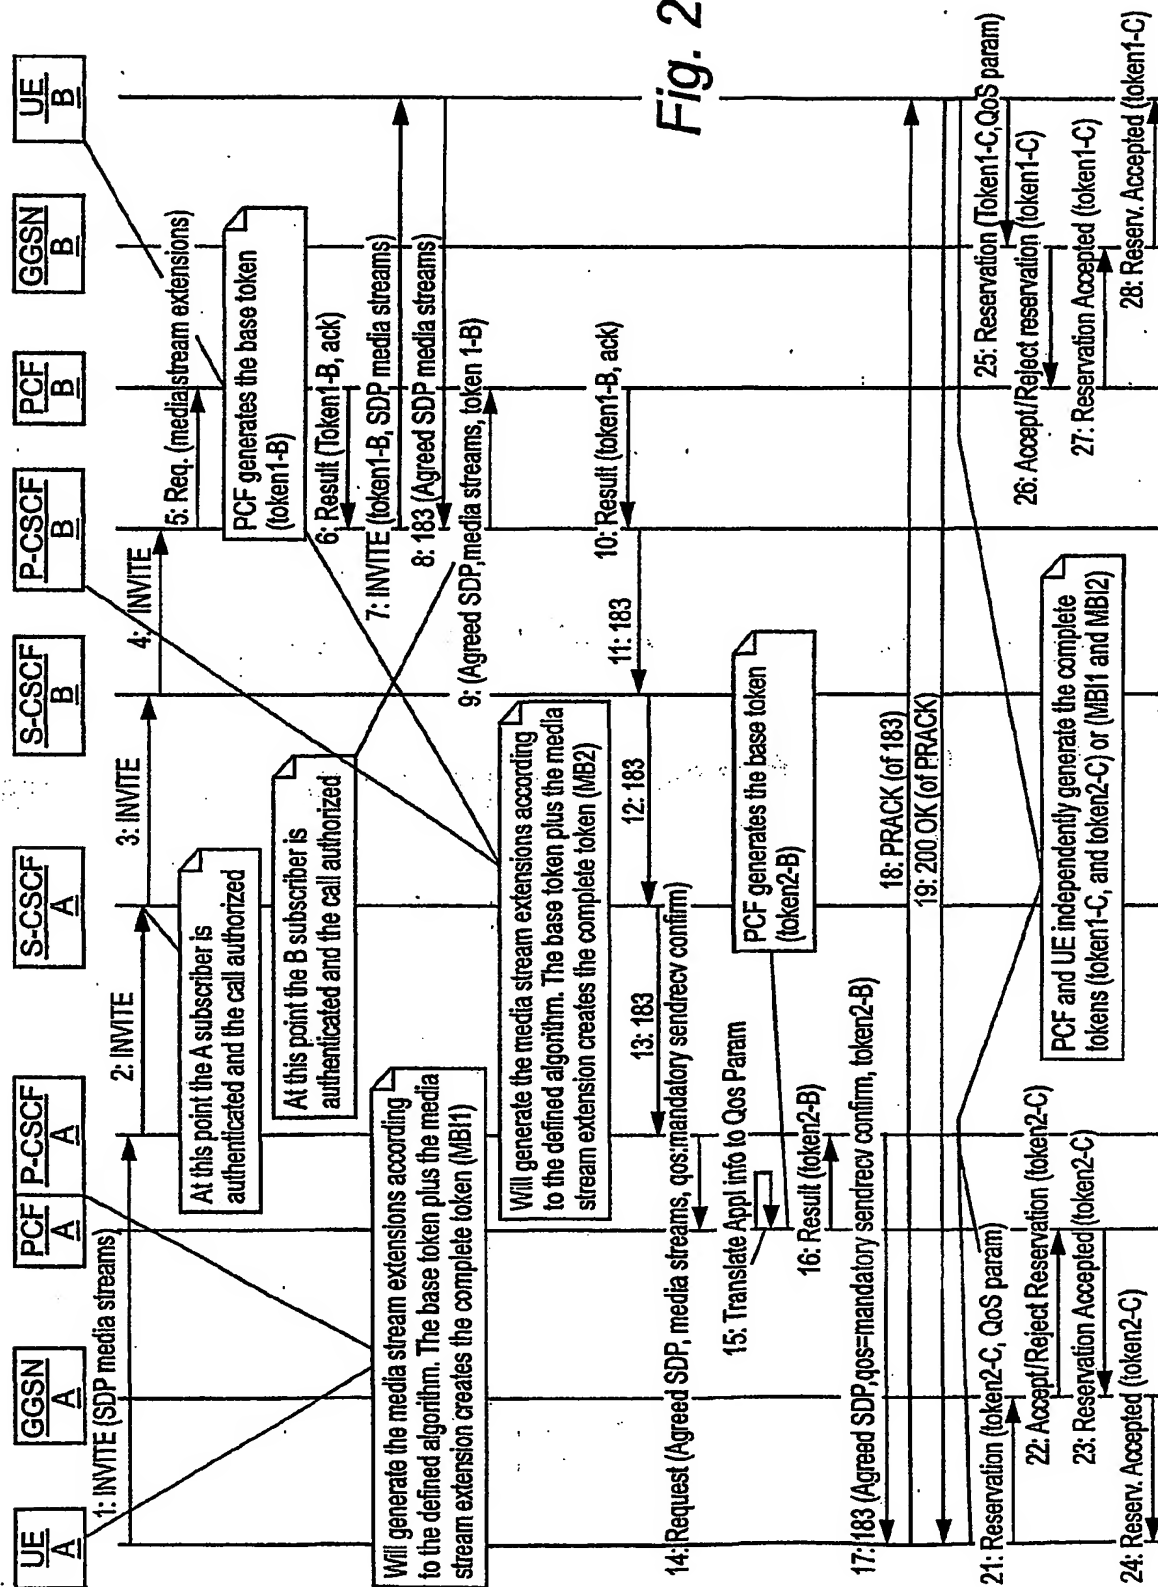 UE
A
GGSN
A
PCF
A
P-CSCF
A
S-CSCF
A
S-CSCF
B
P-CSCF
B
PCF
B
GGSN
B
UE
B
1: INVITE (SDP media streams)
2: INVITE
3: INVITE
4: INVITE
At this point the A subscriber is
authenticated and the call authorized
5: Req. (media stream extensions)
PCF generates the base token
(token1-B)
At this point the B subscriber is
authenticated and the call authorized
6: Result (Token1-B, ack)
7: INVITE (token1-B, SDP media streams)
8: 183 (Agreed SDP media streams)
Will generate the media stream extensions according
to the defined algorithm. The base token plus the media
stream extension creates the complete token (MBI1)
9: (Agreed SDP,media streams, token 1-B)
Will generate the media stream extensions according
to the defined algorithm. The base token plus the media
stream extension creates the complete token (MB2)
10: Result (token1-B, ack)
11: 183
12: 183
13: 183
14:Request (Agreed SDP, media streams, qos:mandatory sendrecv confirm)
15: Translate Appl info to Qos Param
PCF generates the base token
(token2-B)
16: Result (token2-B)
17:183 (Agreed SDP,qos=mandatory sendrecv confirm, token2-B)
18: PRACK (of 183)
19: 200 OK (of PRACK)
Fig. 2
21: Reservation (token2-C, QoS param)
22: Accept/Reject Reservation (token2-C)
23: Reservation Accepted (token2-C)
24: Reserv. Accepted (token2-C)
PCF and UE independently generate the complete
tokens (token1-C, and token2-C) or (MBI1 and MBI2)
25: Reservation (Token1-C,QoS param)
26: Accept/Reject reservation (token1-C)
27: Reservation Accepted (token1-C)
28: Reserv. Accepted (token1-C)